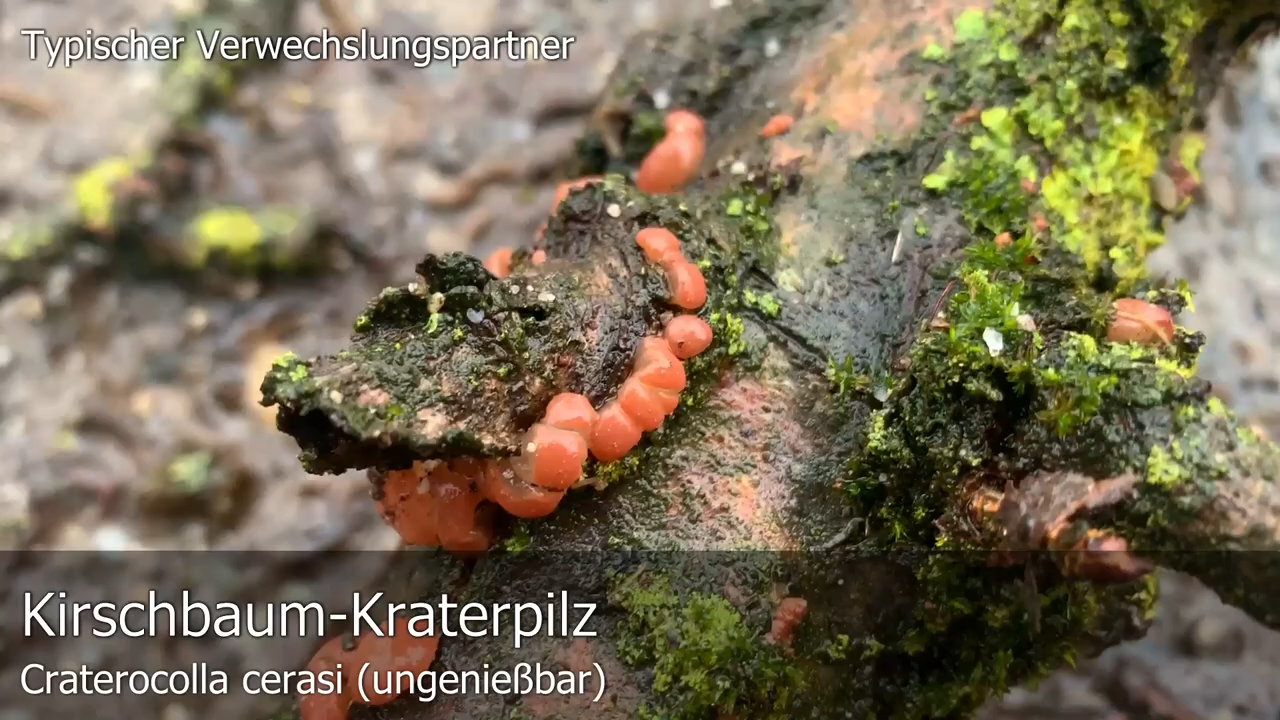 Typischer Verwechslungspartner
Kirschbaum-Kraterpilz
Craterocolla cerasi (ungenießbar)